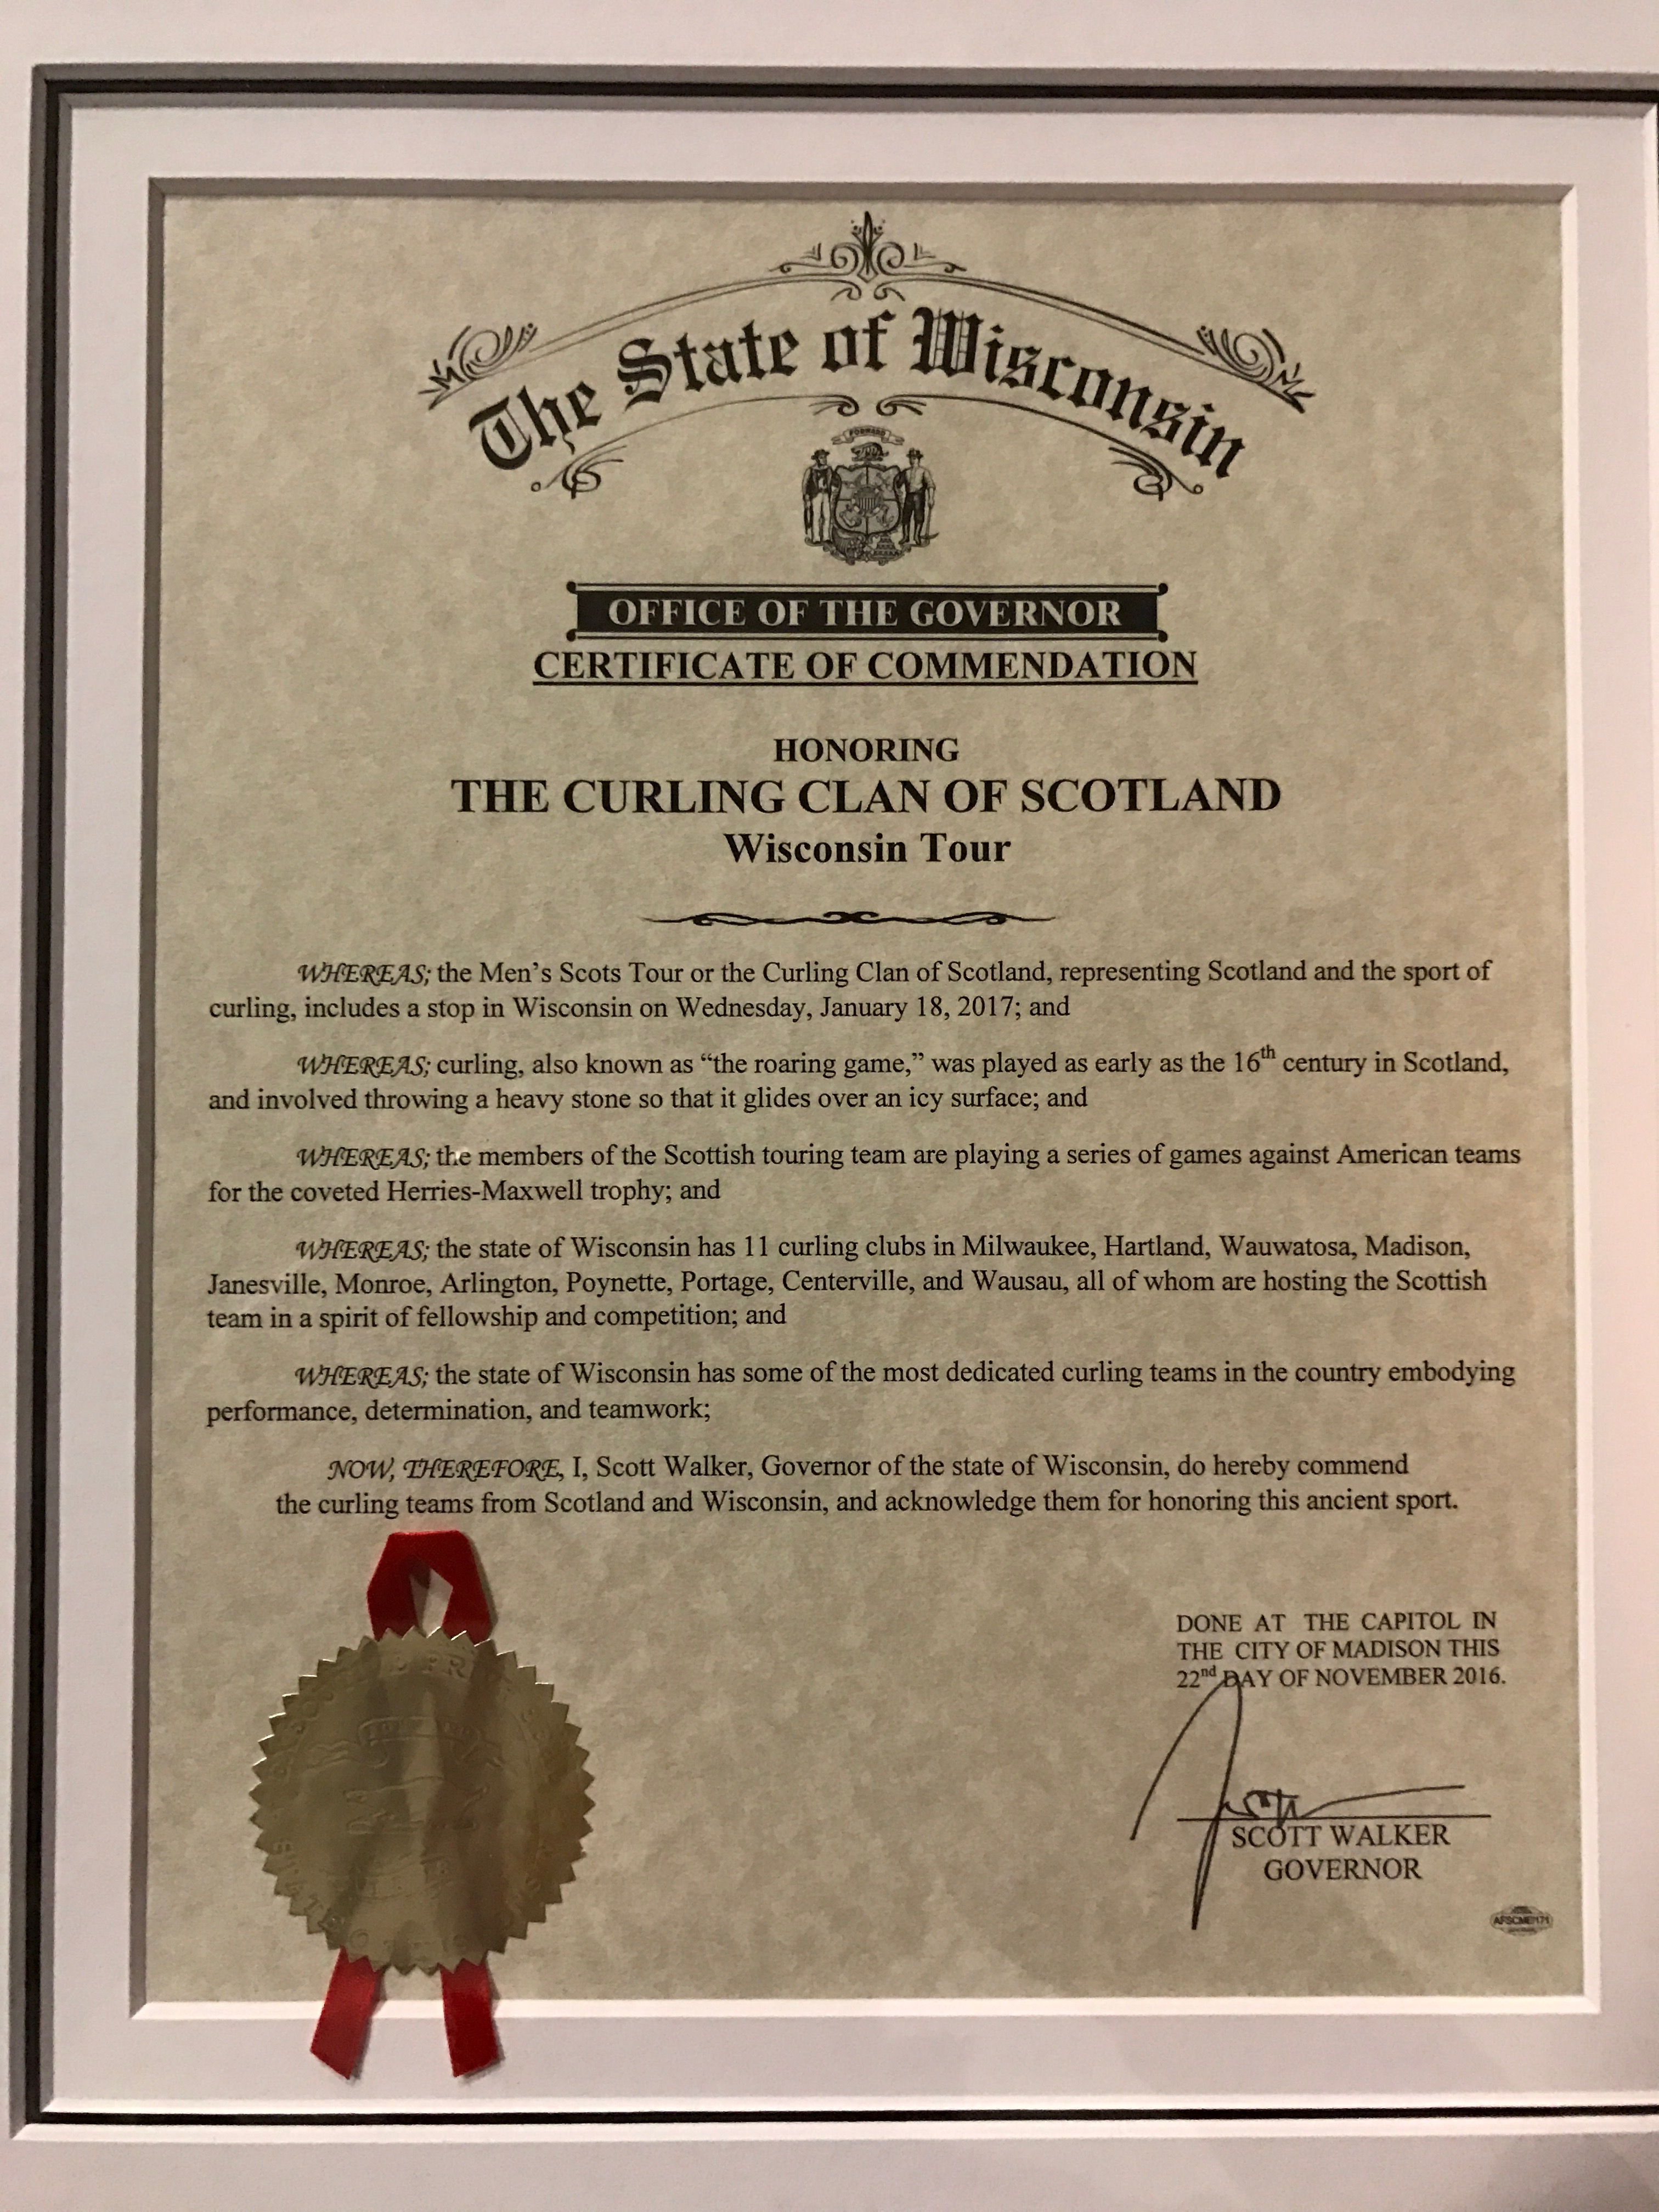 The State of Wisconsin
FORWARD
OFFICE OF THE GOVERNOR
CERTIFICATE OF COMMENDATION
HONORING
THE CURLING CLAN OF SCOTLAND
Wisconsin Tour
WHEREAS; the Men’s Scots Tour or the Curling Clan of Scotland, representing Scotland and the sport of
curling, includes a stop in Wisconsin on Wednesday, January 18, 2017; and
WHEREAS; curling, also known as “the roaring game,” was played as early as the 16th century in Scotland,
and involved throwing a heavy stone so that it glides over an icy surface; and
WHEREAS; the members of the Scottish touring team are playing a series of games against American teams
for the coveted Herries-Maxwell trophy; and
WHEREAS; the state of Wisconsin has 11 curling clubs in Milwaukee, Hartland, Wauwatosa, Madison,
Janesville, Monroe, Arlington, Poynette, Portage, Centerville, and Wausau, all of whom are hosting the Scottish
team in a spirit of fellowship and competition; and
WHEREAS; the state of Wisconsin has some of the most dedicated curling teams in the country embodying
performance, determination, and teamwork;
NOW, THEREFORE, I, Scott Walker, Governor of the state of Wisconsin, do hereby commend
the curling teams from Scotland and Wisconsin, and acknowledge them for honoring this ancient sport.
DONE AT THE CAPITOL IN
THE CITY OF MADISON THIS
22nd DAY OF NOVEMBER 2016.
SCOTT WALKER
GOVERNOR